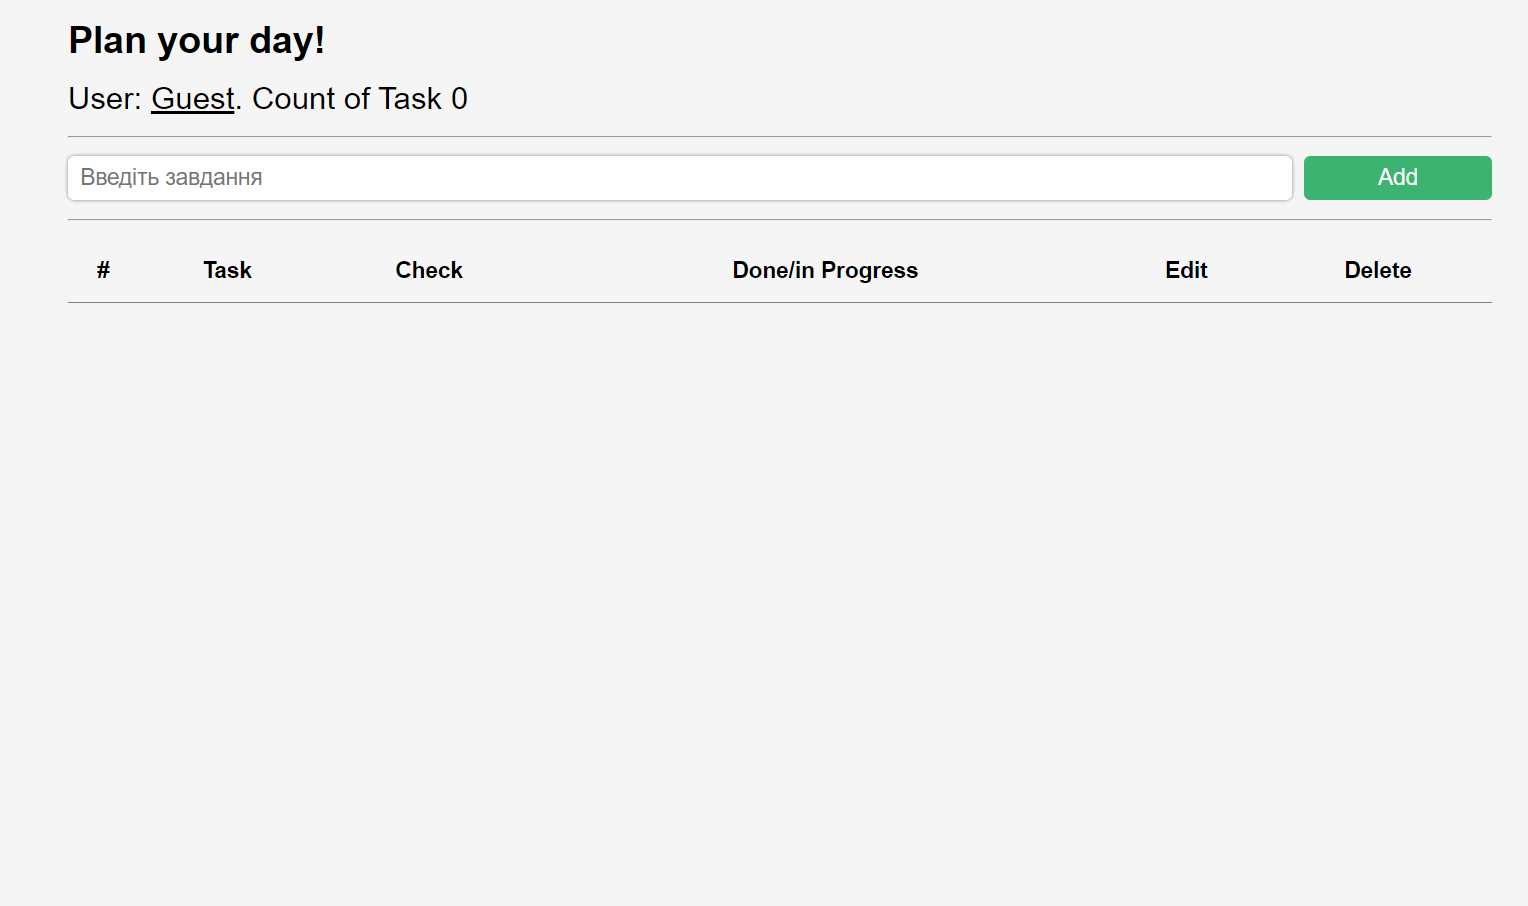 Plan your day!
User: Guest. Count of Task 0
Введіть завдання Add
# Task Check Done/in Progress Edit Delete